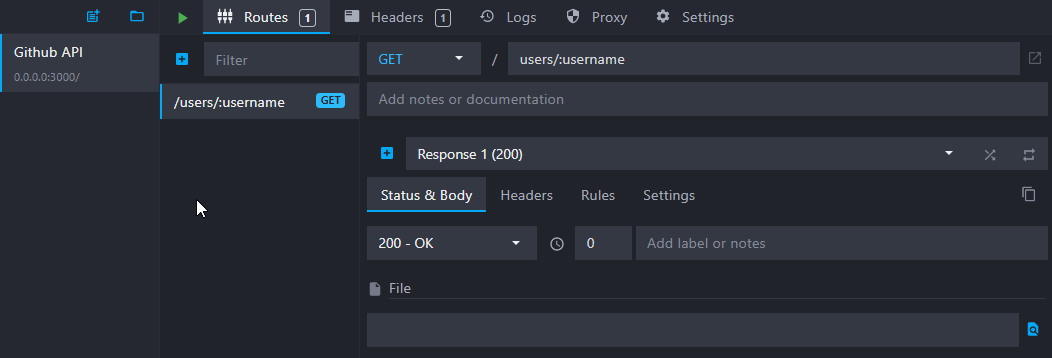 Routes 1
Headers 1
Logs
Proxy
Settings
Github API
0.0.0.0:3000/
Filter
/users/:username GET
GET / users/:username
Add notes or documentation
Response 1 (200)
Status & Body
Headers
Rules
Settings
200 - OK
0
Add label or notes
File